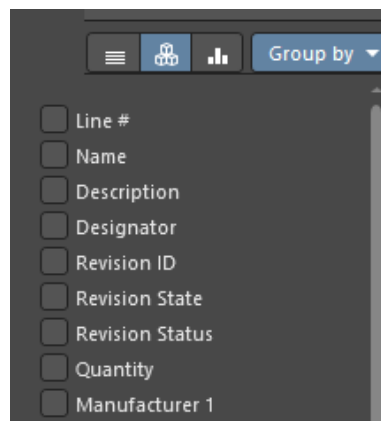 Group by
Line #
Name
Description
Designator
Revision ID
Revision State
Revision Status
Quantity
Manufacturer 1